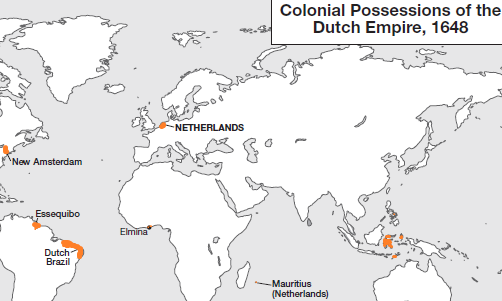 Colonial Possessions of the
Dutch Empire, 1648
NETHERLANDS
New Amsterdam
Essequibo
Elmina
Dutch
Brazil
Mauritius
(Netherlands)